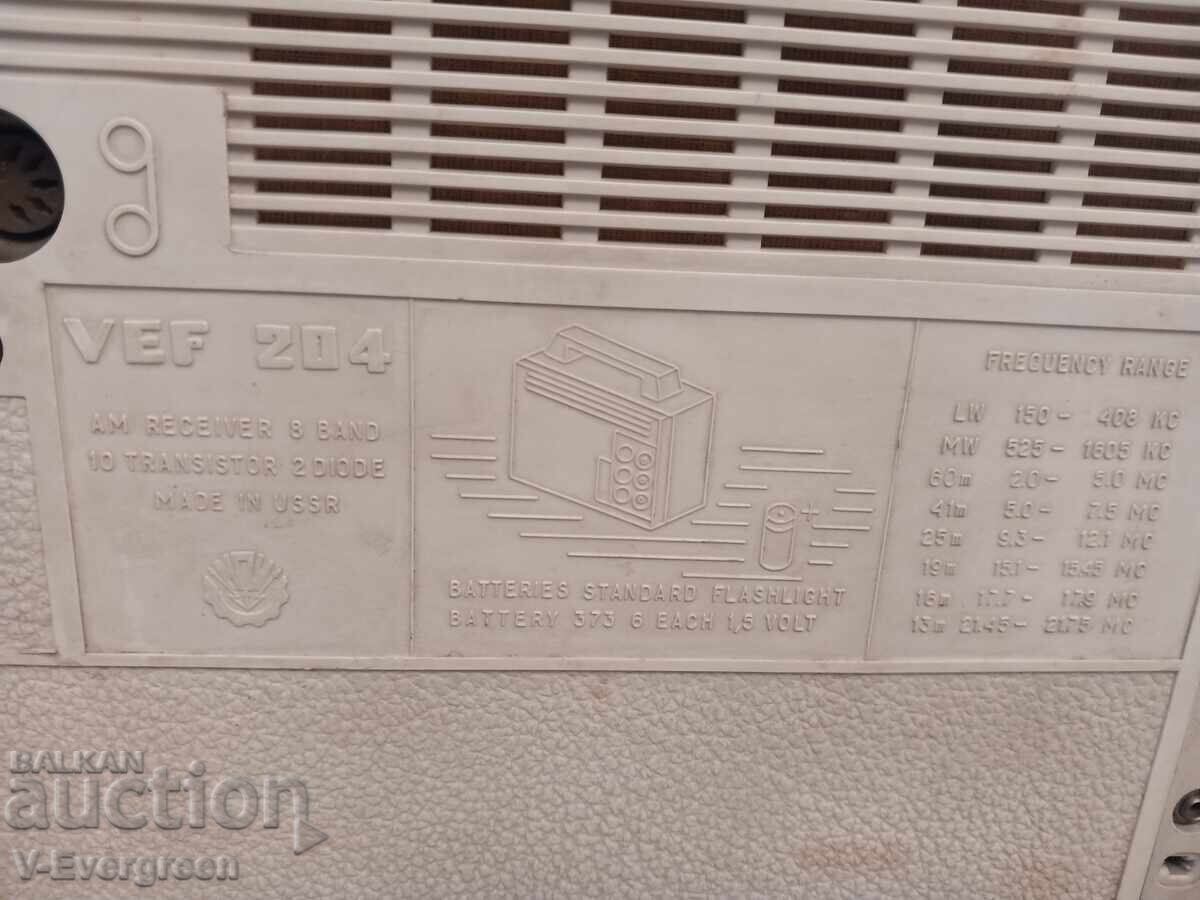 VEF 204
AM RECEIVER 8 BAND
10 TRANSISTOR 2 DIODE
MADE IN USSR
+
BATTERIES STANDARD FLASHLIGHT
BATTERY 373 6 EACH 1,5 VOLT
FREQUENCY RANGE
LW 150- 408 KC
MW 525- 1605 KC
60m 2.0- 5.0 MC
41m 5.0- 7.5 MC
25m 9.3- 12.1 MC
19m 15.1- 15.45 MC
16m 17.7- 17.9 MC
13m 21.45- 21.75 MC
BALKAN
auction
V-Evergreen